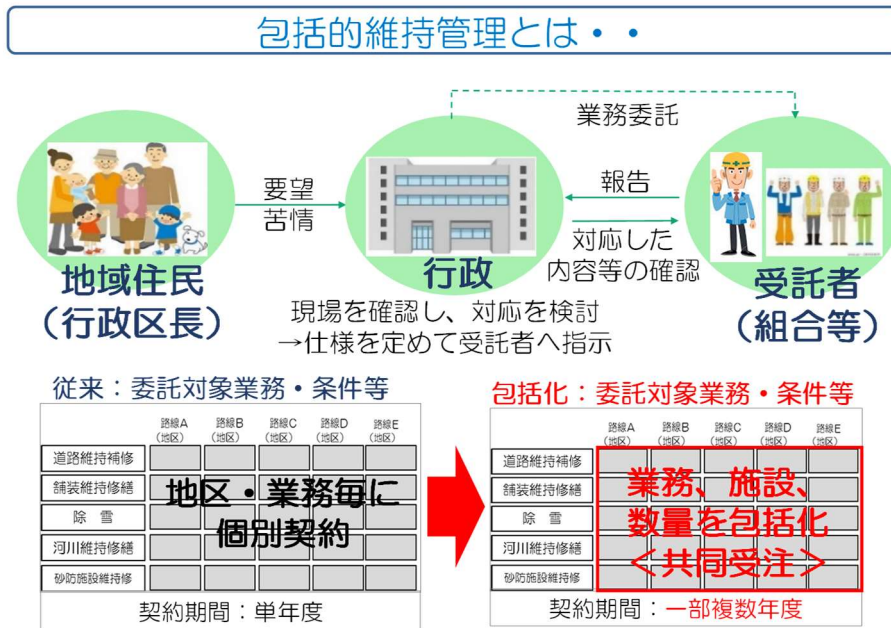 包括的維持管理とは・・
業務委託
要望
苦情
報告
対応した
内容等の確認
地域住民
(行政区長)
行政
受託者
(組合等)
現場を確認し、対応を検討
→仕様を定めて受託者へ指示
従来：委託対象業務・条件等
路線A 路線B 路線C 路線D 路線E
(地区) (地区) (地区) (地区) (地区)
道路維持補修
舗装維持修繕
除 雪
河川維持修繕
砂防施設維持修
地区・業務毎に
個別契約
契約期間：単年度
包括化：委託対象業務・条件等
路線A 路線B 路線C 路線D 路線E
(地区) (地区) (地区) (地区) (地区)
道路維持補修
舗装維持修繕
除 雪
河川維持修繕
砂防施設維持修
業務、施設、
数量を包括化
＜共同受注＞
契約期間：一部複数年度